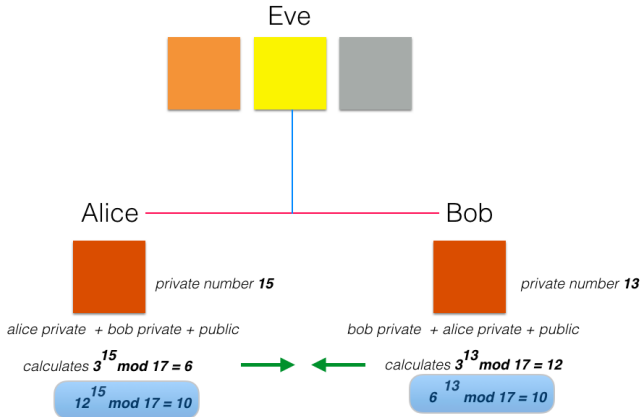 Eve
Alice
Bob
private number 15
private number 13
alice private + bob private + public
bob private + alice private + public
calculates 3^15 mod 17 = 6
calculates 3^13 mod 17 = 12
12^15 mod 17 = 10
6^13 mod 17 = 10